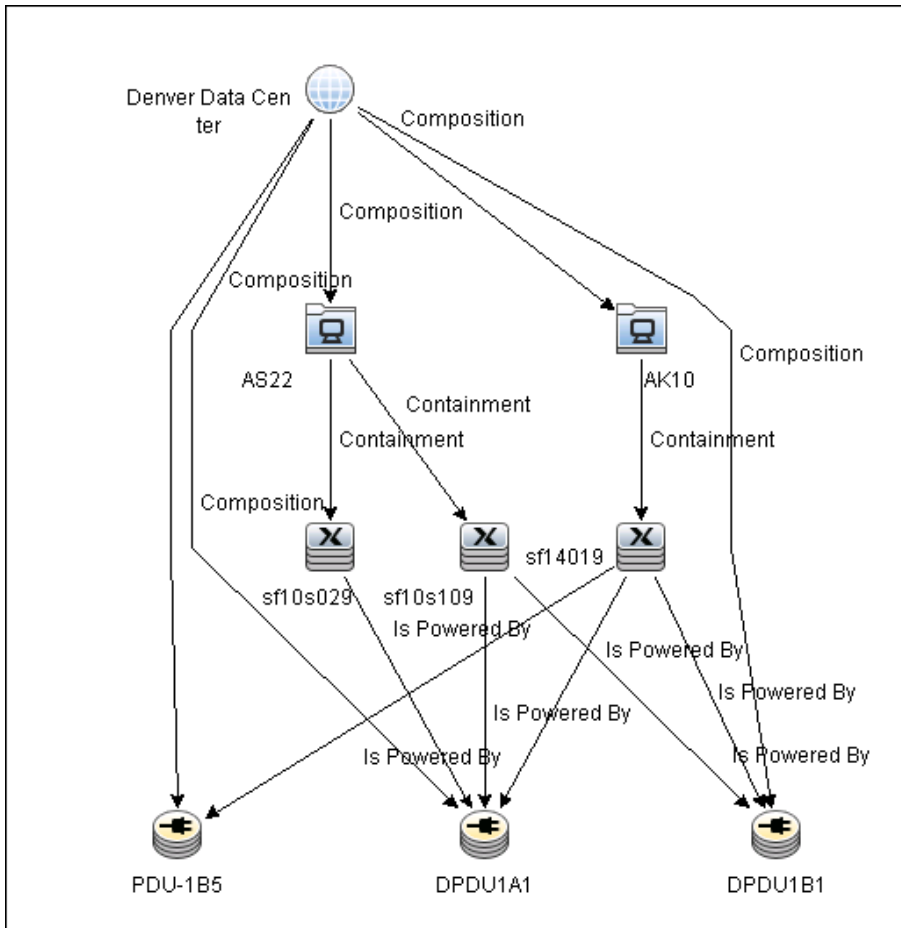 Denver Data Cen
ter
Composition
Composition
Composition
Composition
AS22
AK10
Containment
Containment
Containment
Composition
sf10s029
sf10s109
sf14019
Is Powered By
Is Powered By
Is Powered By
Is Powered By
Is Powered By
Is Powered By
PDU-1B5
DPDU1A1
DPDU1B1